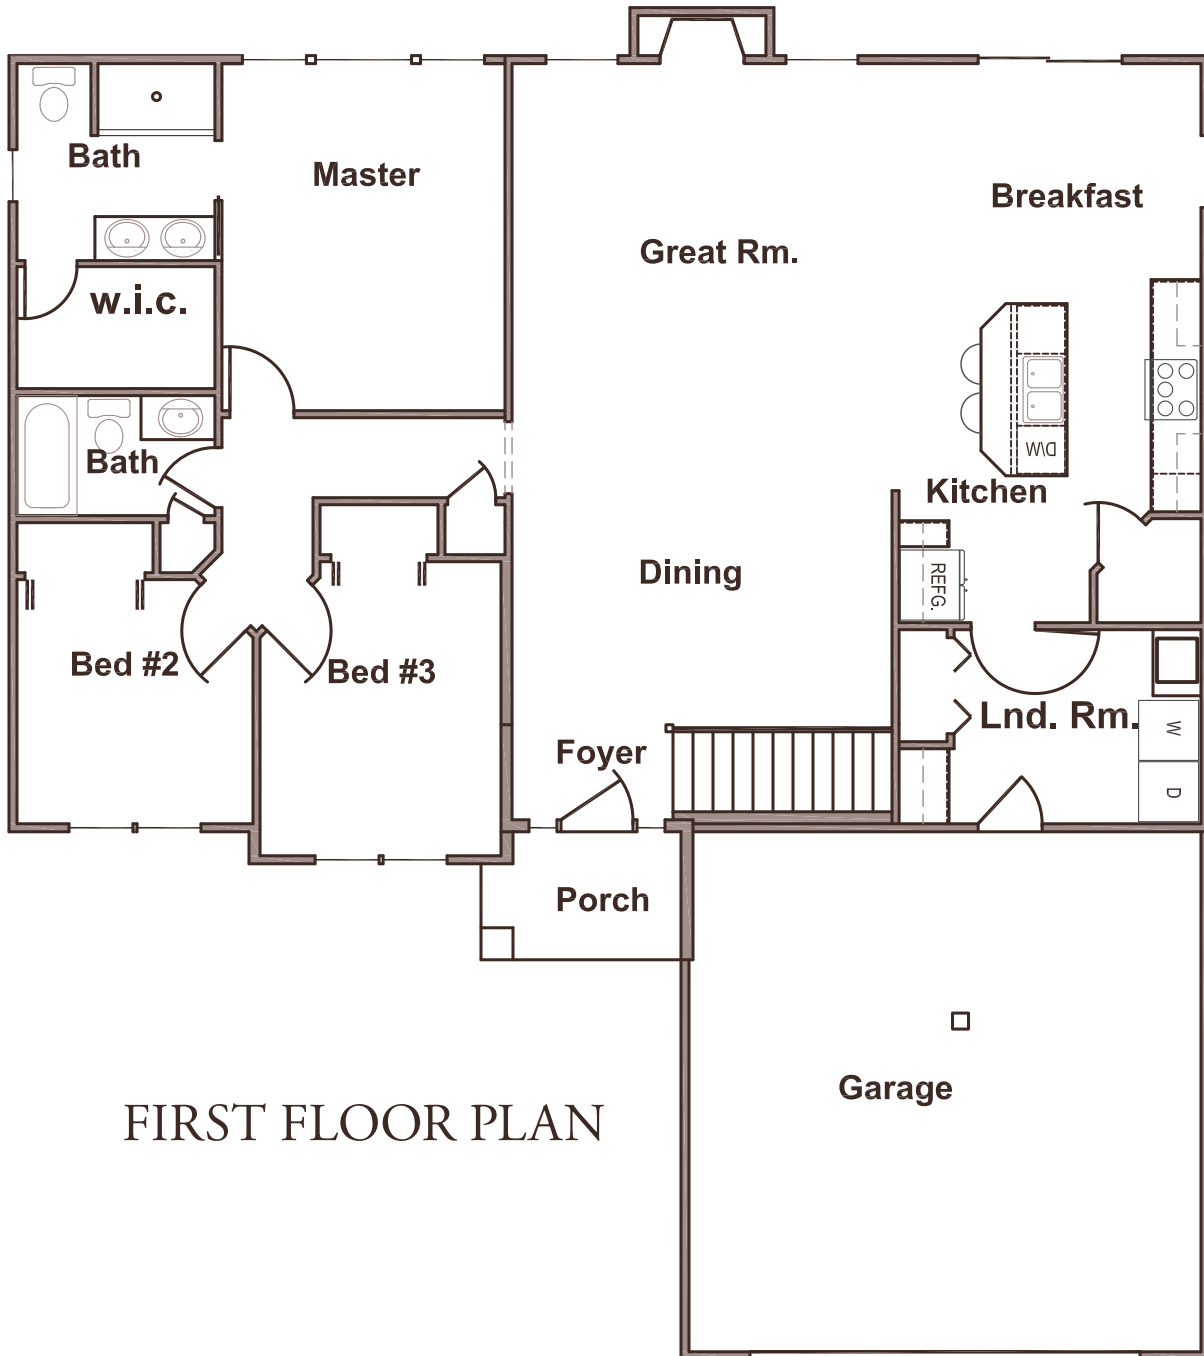 Bath
Master
Breakfast
Great Rm.
w.i.c.
Bath
D/W
Kitchen
Dining
REFG.
Bed #2
Bed #3
Lnd. Rm.
W
Foyer
D
Porch
Garage
FIRST FLOOR PLAN